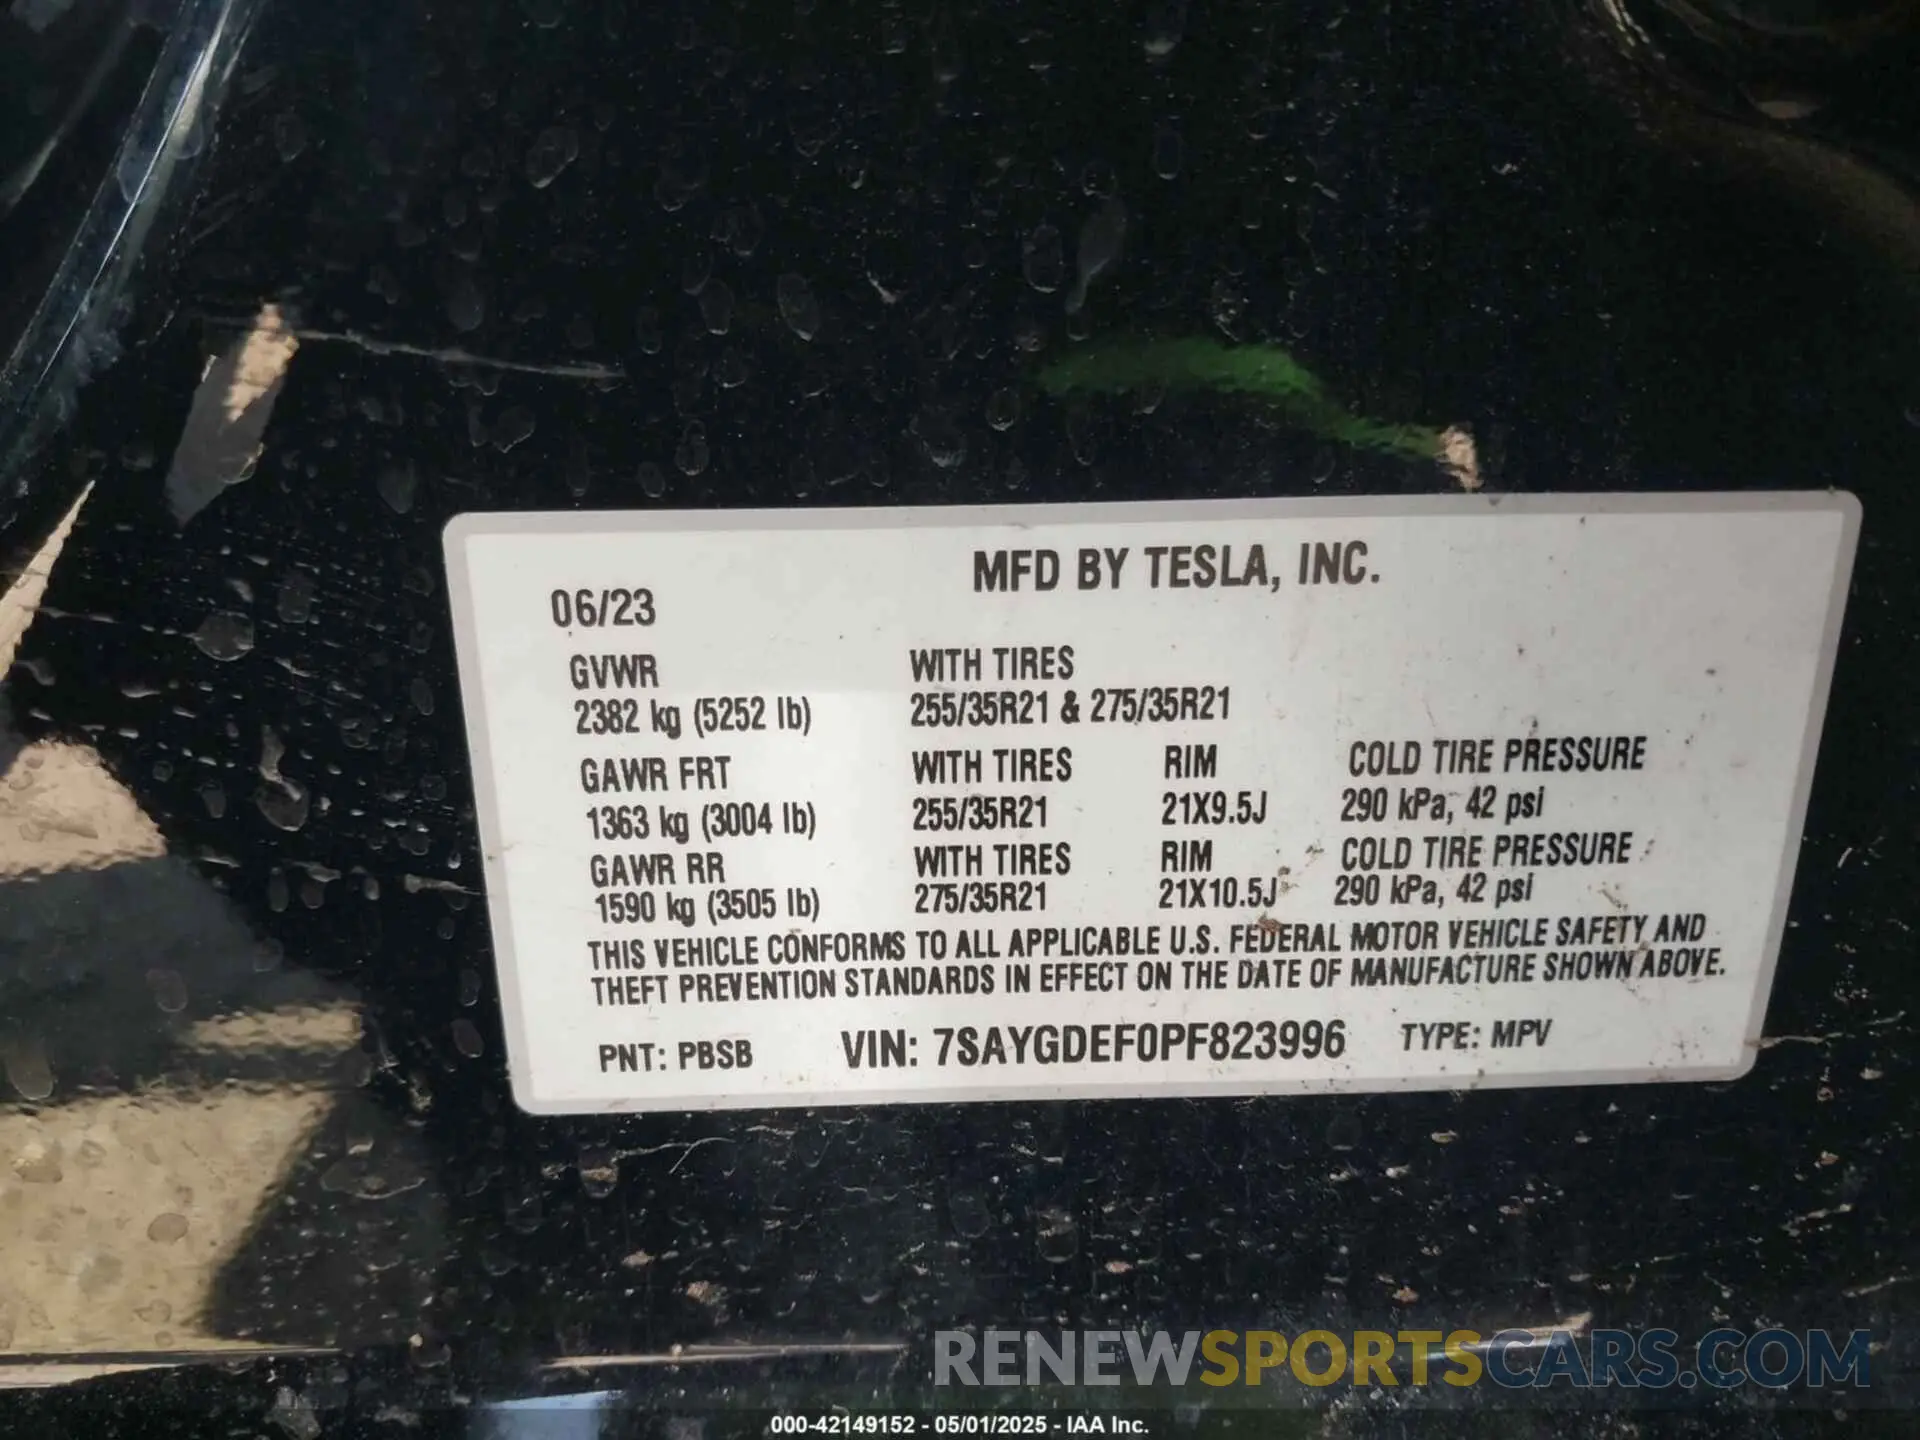 MFD BY TESLA, INC.
06/23
GVWR WITH TIRES
2382 kg (5252 lb) 255/35R21 & 275/35R21
GAWR FRT WITH TIRES RIM COLD TIRE PRESSURE
1363 kg (3004 lb) 255/35R21 21X9.5J 290 kPa, 42 psi
GAWR RR WITH TIRES RIM COLD TIRE PRESSURE
1590 kg (3505 lb) 275/35R21 21X10.5J 290 kPa, 42 psi
THIS VEHICLE CONFORMS TO ALL APPLICABLE U.S. FEDERAL MOTOR VEHICLE SAFETY AND
THEFT PREVENTION STANDARDS IN EFFECT ON THE DATE OF MANUFACTURE SHOWN ABOVE.
PNT: PBSB VIN: 7SAYGDEF0PF823996 TYPE: MPV
RENEWSPORTSCARS.COM
000-42149152 - 05/01/2025 - IAA Inc.